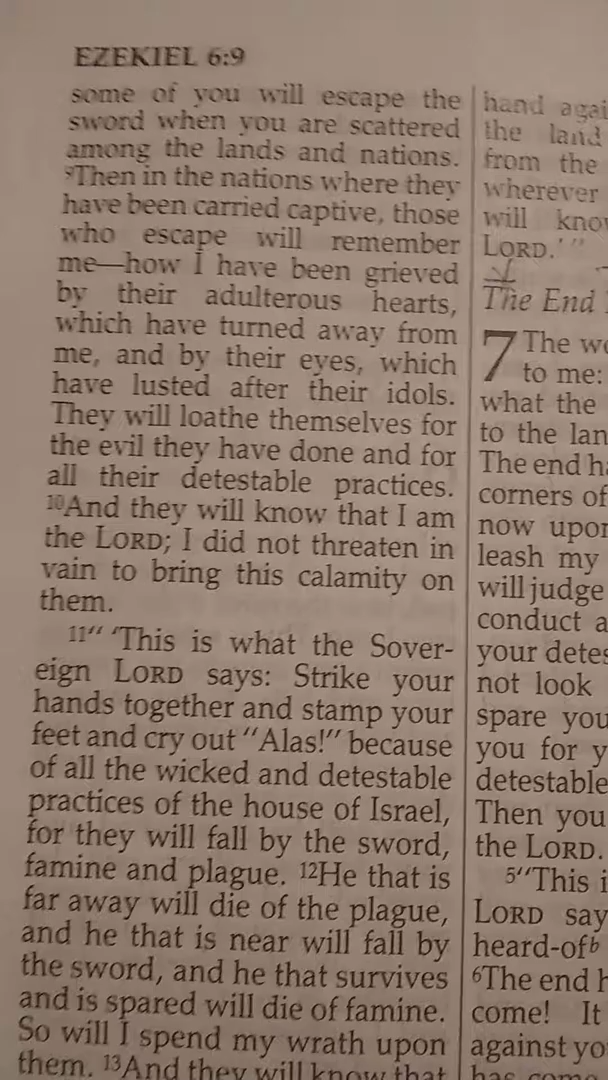 EZEKIEL 6:9
some of you will escape the
sword when you are scattered
among the lands and nations.
⁹Then in the nations where they
have been carried captive, those
who escape will remember
me—how I have been grieved
by their adulterous hearts,
which have turned away from
me, and by their eyes, which
have lusted after their idols.
They will loathe themselves for
the evil they have done and for
all their detestable practices.
¹⁰And they will know that I am
the LORD; I did not threaten in
vain to bring this calamity on
them.
¹¹“ ‘This is what the Sover-
eign LORD says: Strike your
hands together and stamp your
feet and cry out “Alas!” because
of all the wicked and detestable
practices of the house of Israel,
for they will fall by the sword,
famine and plague. ¹²He that is
far away will die of the plague,
and he that is near will fall by
the sword, and he that survives
and is spared will die of famine.
So will I spend my wrath upon
them. ¹³And they will know that
hand agai
the land
from the
wherever
will know
LORD.’ ”
The End
7 The wo
to me:
what the
to the lan
The end ha
corners of
now upon
leash my
will judge
conduct a
your detes
not look
spare you
you for y
detestable
Then you
the LORD.
⁵“This i
LORD say
heard-ofᵇ
⁶The end h
come! It
against yo
has come